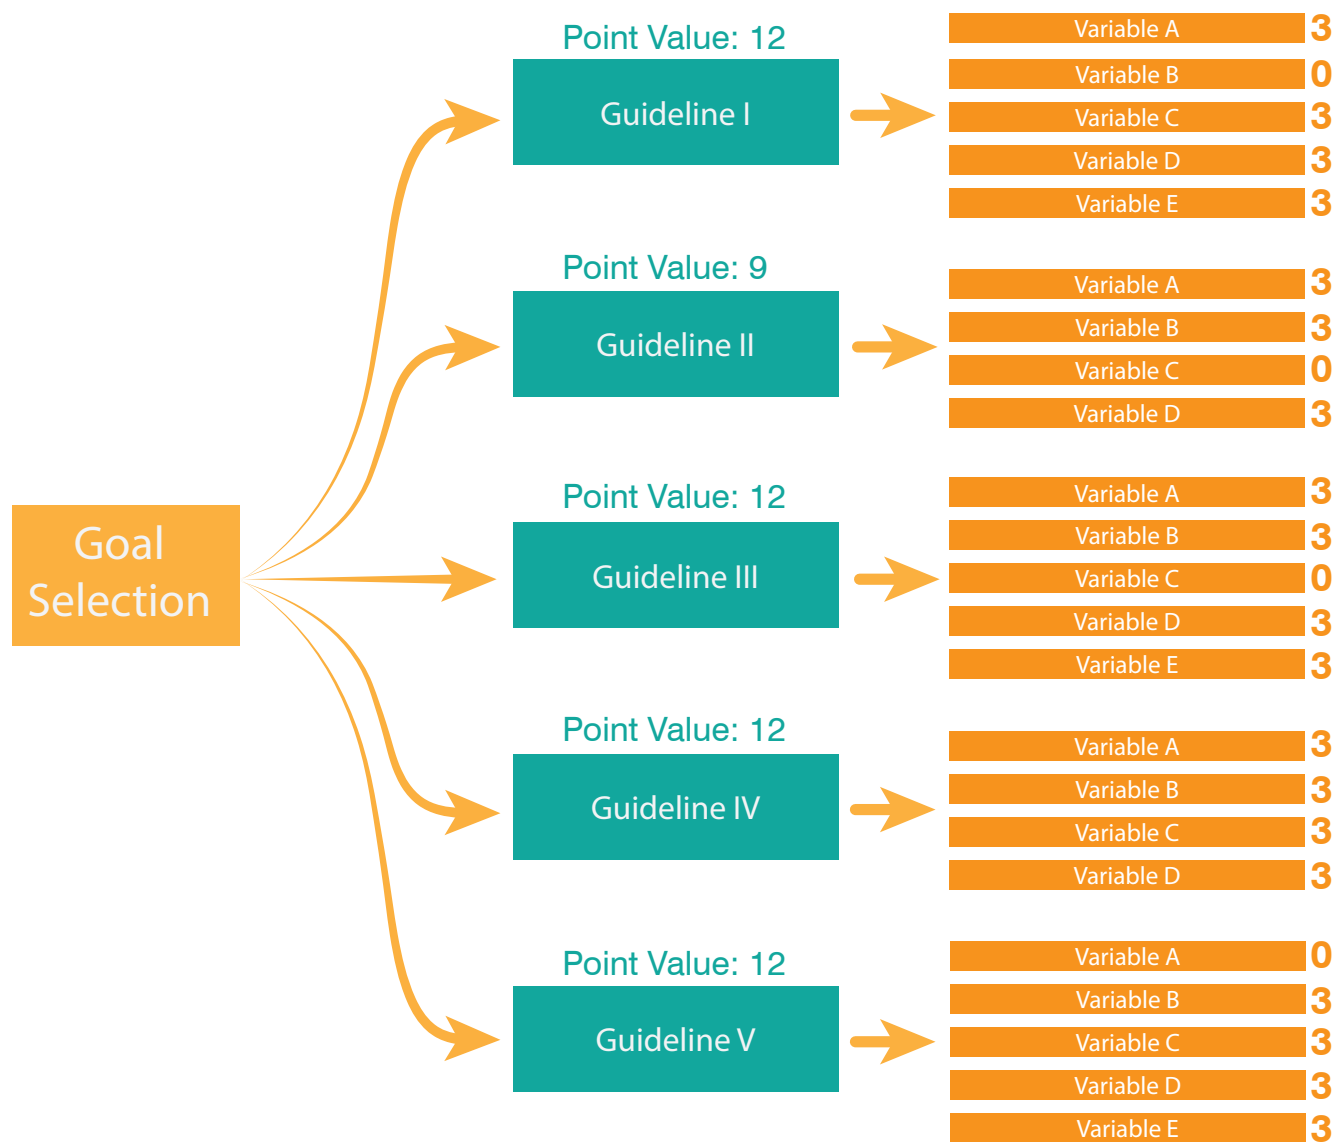 Goal
Selection
Point Value: 12
Guideline I
Variable A 3
Variable B 0
Variable C 3
Variable D 3
Variable E 3
Point Value: 9
Guideline II
Variable A 3
Variable B 3
Variable C 0
Variable D 3
Point Value: 12
Guideline III
Variable A 3
Variable B 3
Variable C 0
Variable D 3
Variable E 3
Point Value: 12
Guideline IV
Variable A 3
Variable B 3
Variable C 3
Variable D 3
Point Value: 12
Guideline V
Variable A 0
Variable B 3
Variable C 3
Variable D 3
Variable E 3